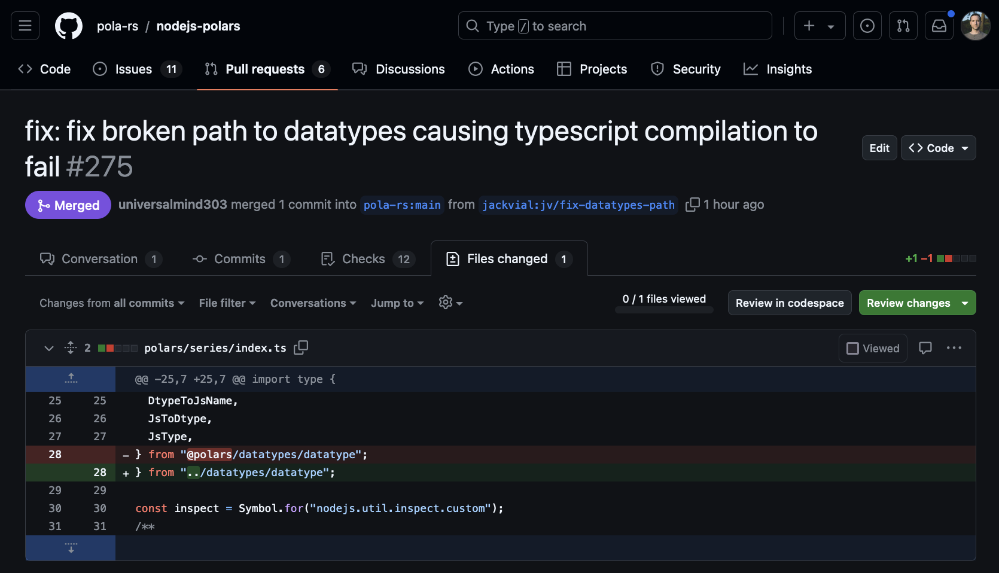 pola-rs / nodejs-polars
Type / to search
Code
Issues 11
Pull requests 6
Discussions
Actions
Projects
Security
Insights
fix: fix broken path to datatypes causing typescript compilation to
fail #275
Edit
Code
Merged
universalmind303 merged 1 commit into pola-rs:main from jackvial:jv/fix-datatypes-path 1 hour ago
Conversation 1
Commits 1
Checks 12
Files changed 1
+1 −1
Changes from all commits
File filter
Conversations
Jump to
0 / 1 files viewed
Review in codespace
Review changes
2 polars/series/index.ts
Viewed
@@ -25,7 +25,7 @@ import type {
25 25 DtypeToJsName,
26 26 JsToDtype,
27 27 JsType,
28 - } from "@polars/datatypes/datatype";
28 + } from "../datatypes/datatype";
29 29
30 30 const inspect = Symbol.for("nodejs.util.inspect.custom");
31 31 /**